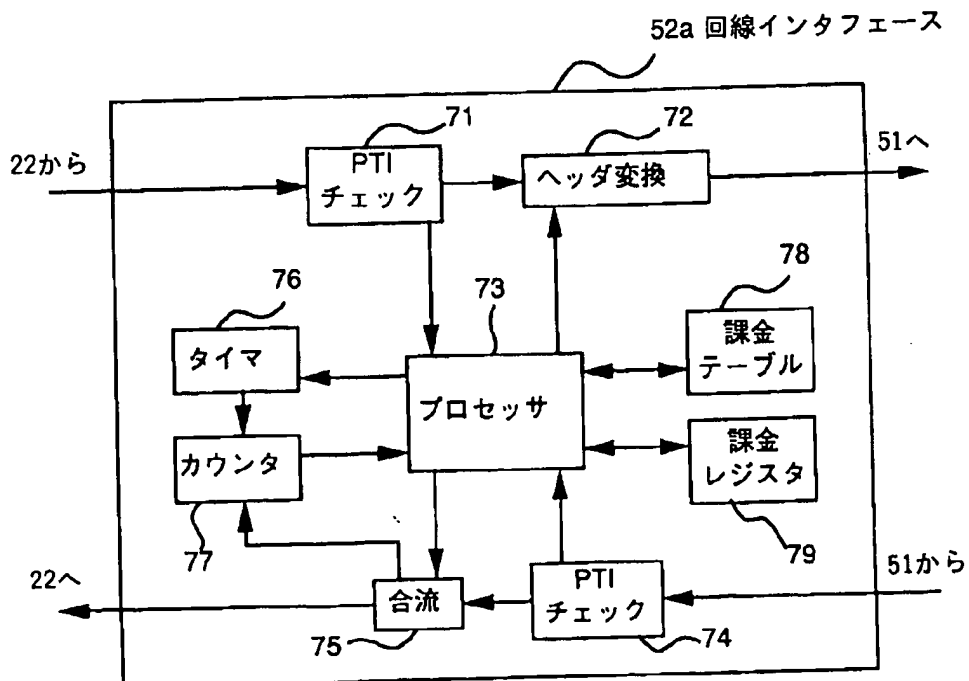 52a 回線インタフェース
71
72
22から
PTI
チェック
ヘッダ変換
51へ
76
73
78
タイマ
プロセッサ
課金
テーブル
カウンタ
課金
レジスタ
77
79
22へ
合流
75
PTI
チェック
74
51から